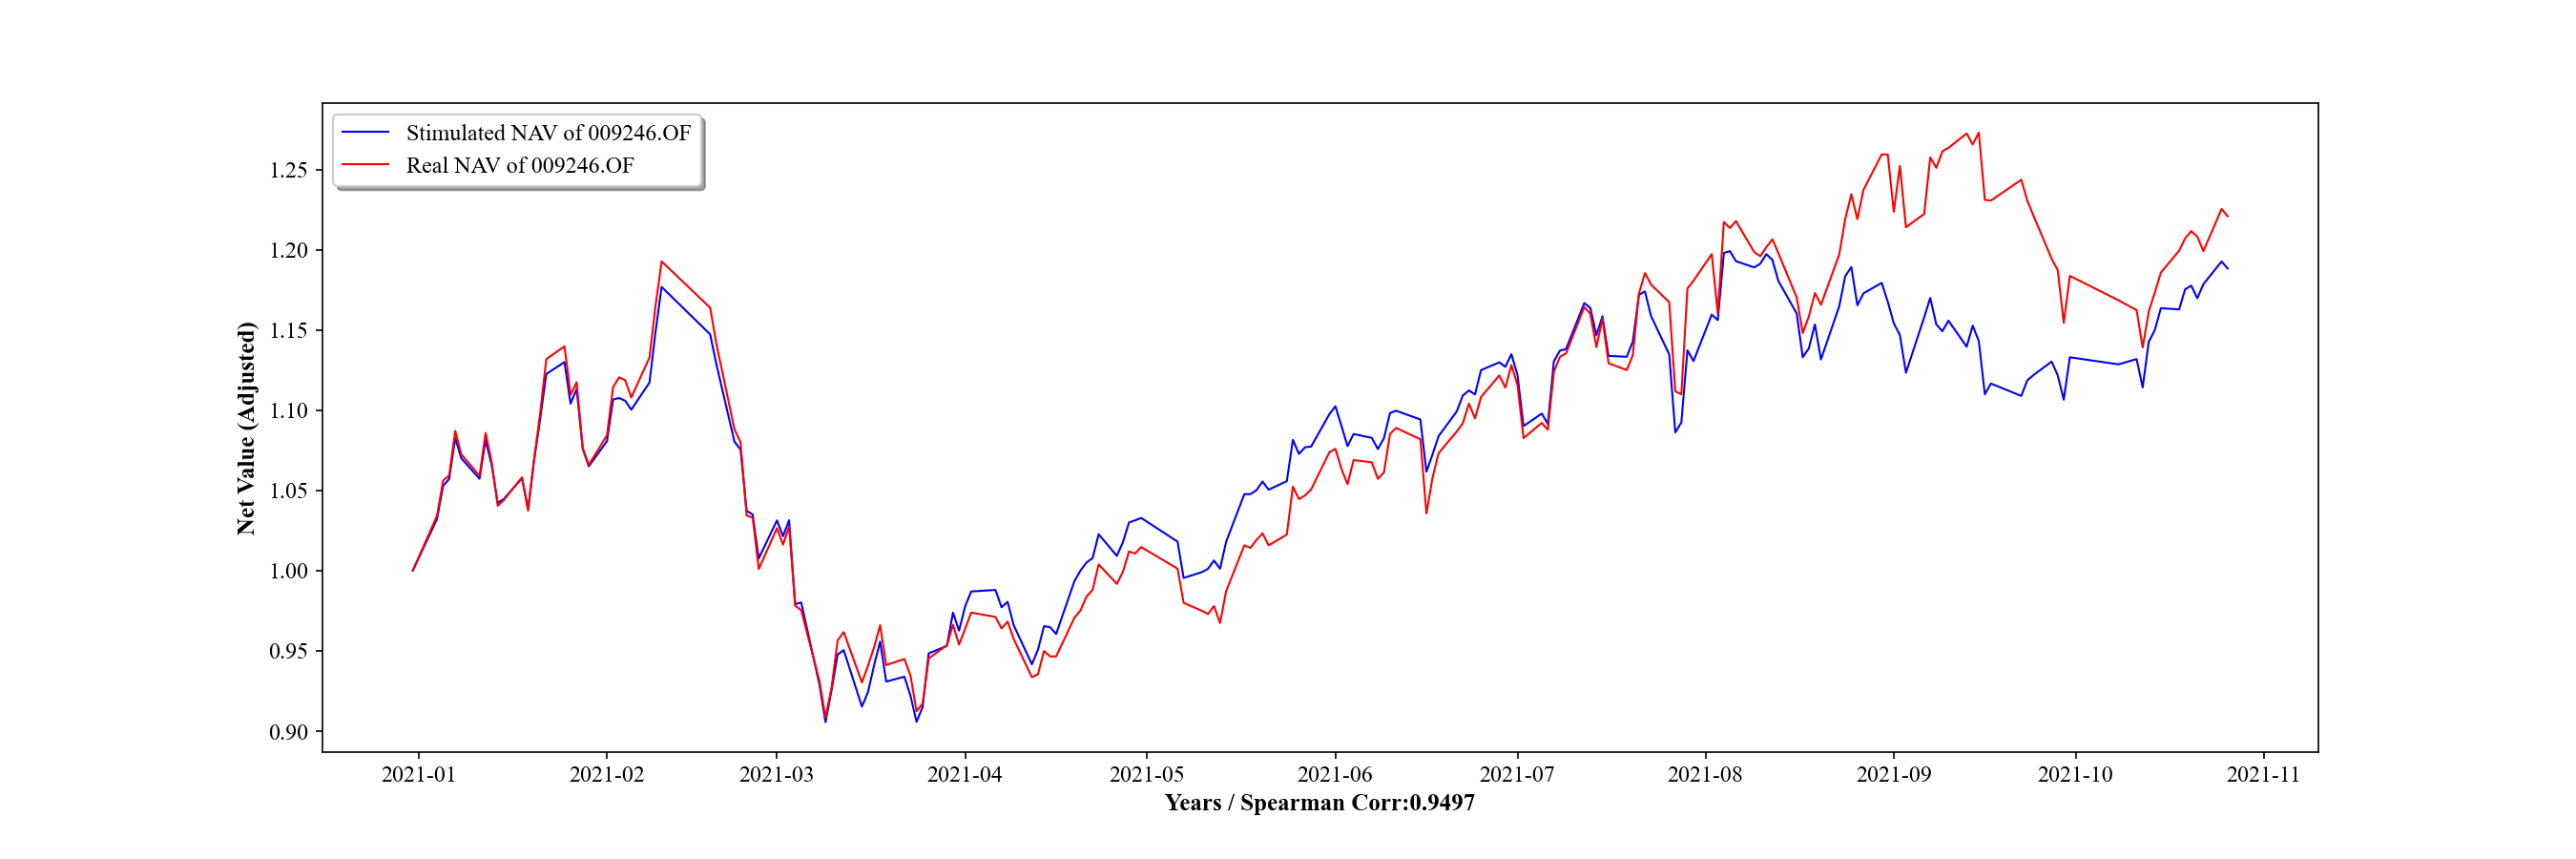 Stimulated NAV of 009246.OF
Real NAV of 009246.OF
Net Value (Adjusted)
1.25
1.20
1.15
1.10
1.05
1.00
0.95
0.90
2021-01 2021-02 2021-03 2021-04 2021-05 2021-06 2021-07 2021-08 2021-09 2021-10 2021-11
Years / Spearman Corr:0.9497